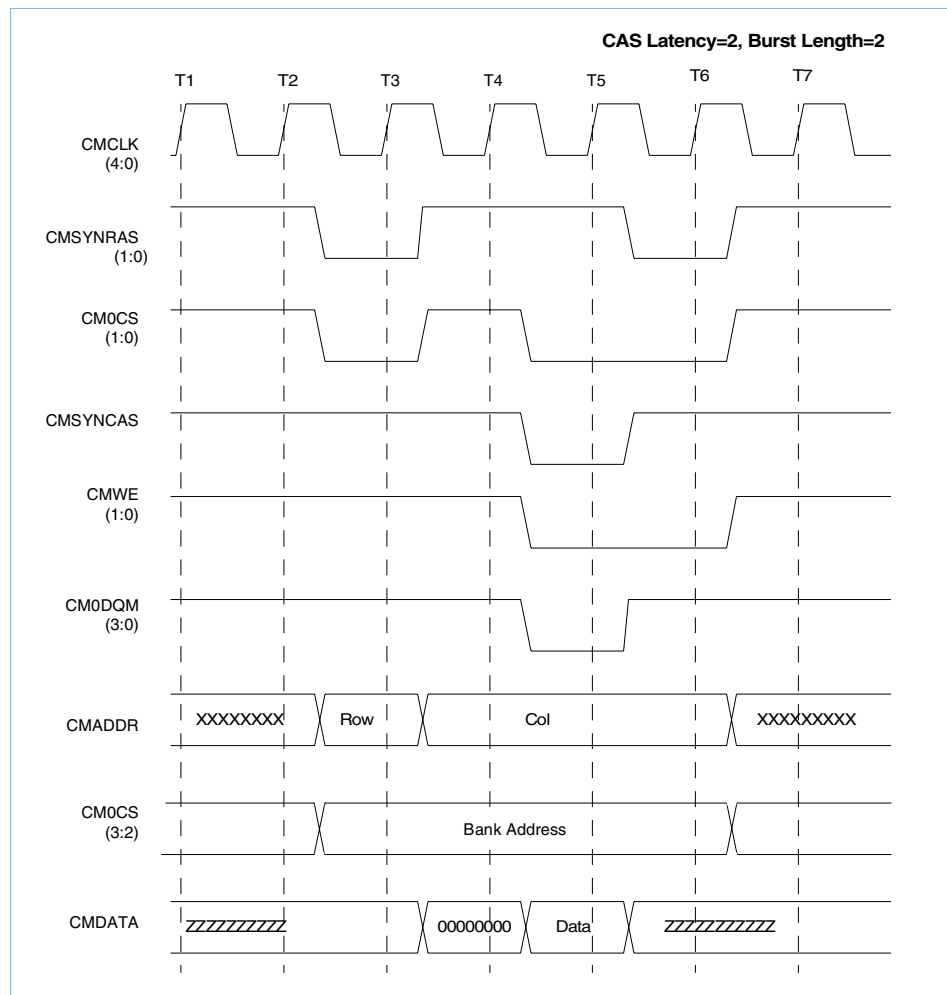 CAS Latency=2, Burst Length=2
T1 T2 T3 T4 T5 T6 T7
CMCLK
(4:0)
CMSYNRAS
(1:0)
CM0CS
(1:0)
CMSYNCAS
CMWE
(1:0)
CM0DQM
(3:0)
CMADDR XXXXXXXX Row Col XXXXXXXXX
CM0CS
(3:2)
Bank Address
CMDATA ZZZZZZZZZ 00000000 Data ZZZZZZZZZZ